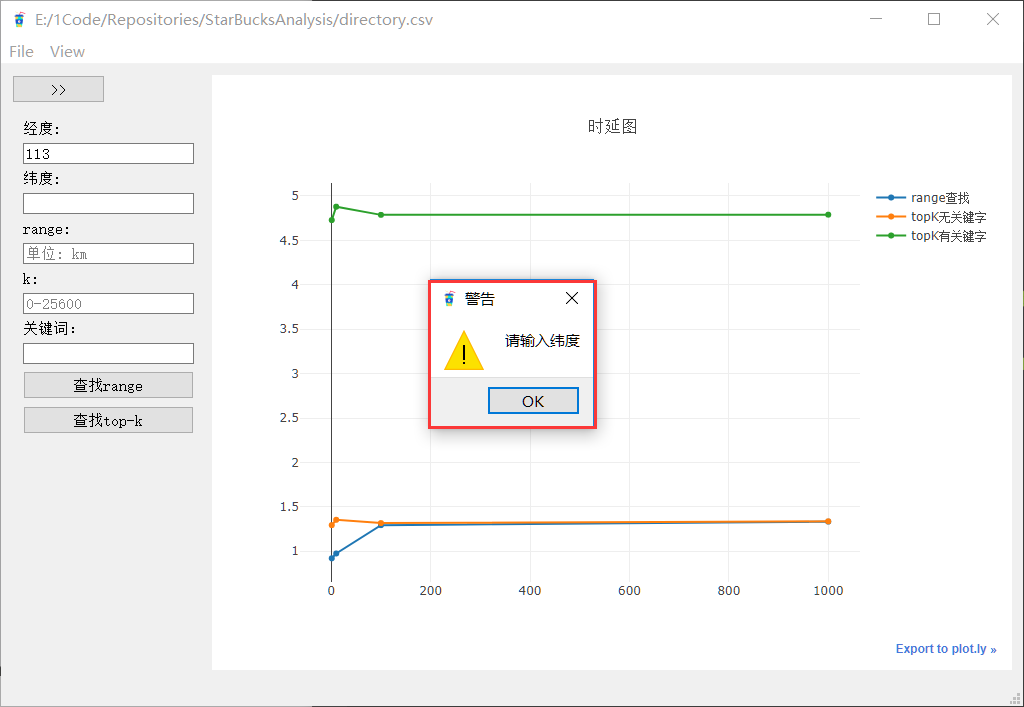 E:/1Code/Repositories/StarBucksAnalysis/directory.csv
File View
>>
经度:
113
纬度:
range:
单位: km
k:
0-25600
关键词:
查找range
查找top-k
时延图
5
4.5
4
3.5
3
2.5
2
1.5
1
0 200 400 600 800 1000
range查找
topK无关键字
topK有关键字
警告
请输入纬度
OK
Export to plot.ly »